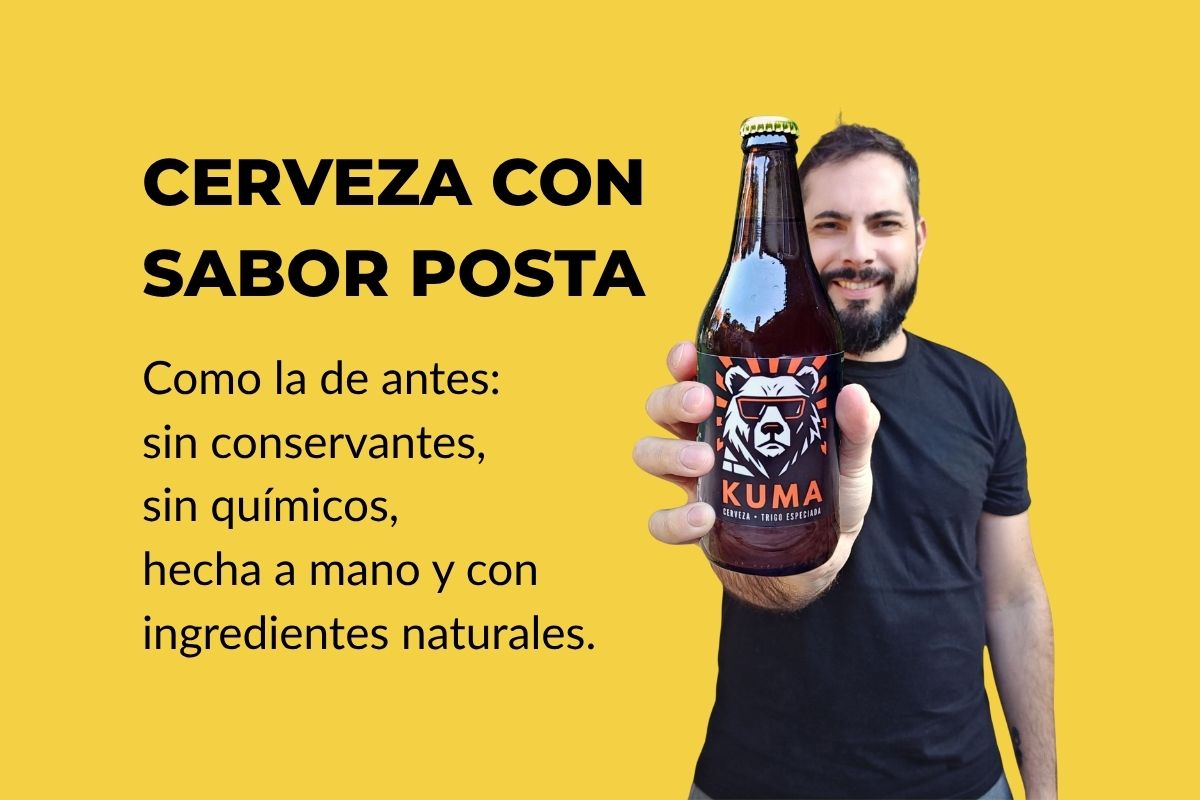 CERVEZA CON
SABOR POSTA
Como la de antes:
sin conservantes,
sin químicos,
hecha a mano y con
ingredientes naturales.
KUMA
CERVEZA • TRIGO ESPECIADA